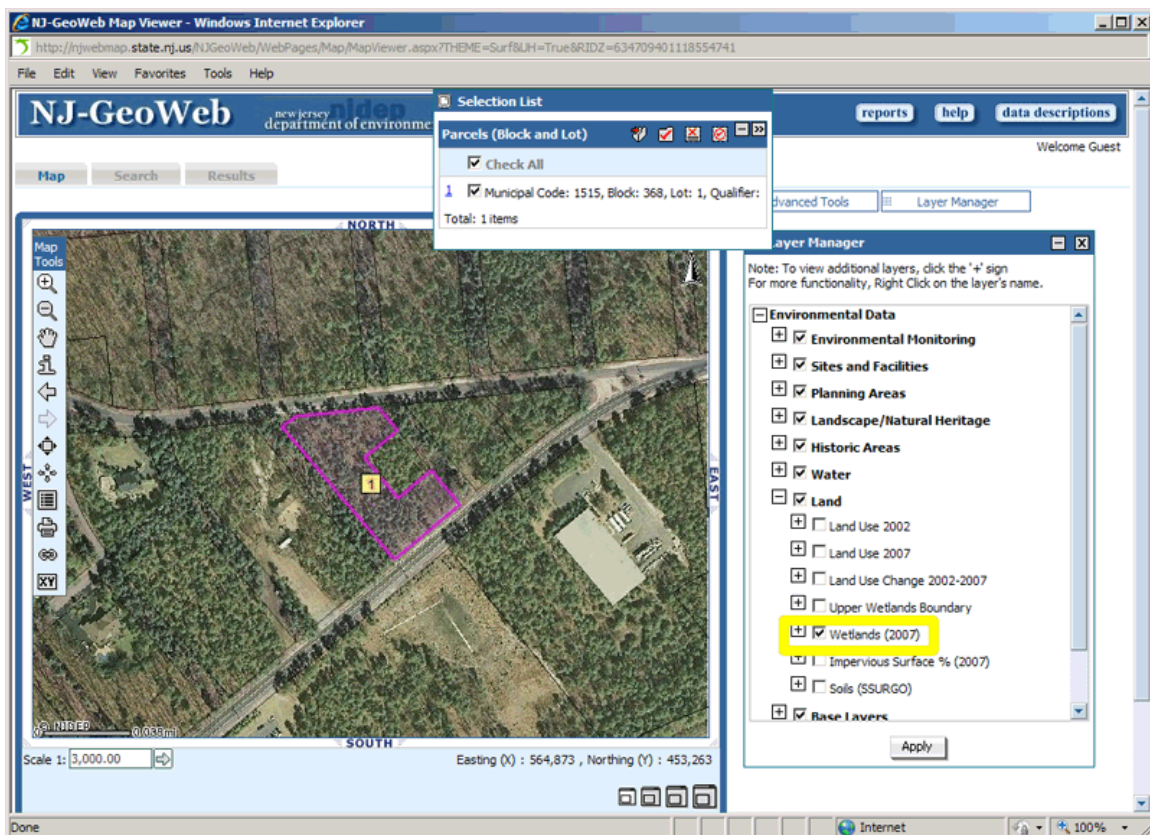 NJ-GeoWeb Map Viewer - Windows Internet Explorer
http://njwebmap.state.nj.us/NJGeoWeb/WebPages/Map/MapViewer.aspx?THEME=Surf&UH=True&RIDZ=634709401118554741
File Edit View Favorites Tools Help
NJ-GeoWeb
new jersey njdep
department of environme
reports help data descriptions
Welcome Guest
Selection List
Parcels (Block and Lot)
Check All
1 Municipal Code: 1515, Block: 368, Lot: 1, Qualifier:
Total: 1 items
Map Search Results
dvanced Tools Layer Manager
NORTH
Map
Tools
XY
WEST
EAST
1
© NJDEP
0.035mi
SOUTH
Scale 1: 3,000.00
Easting (X) : 564,873 , Northing (Y) : 453,263
ayer Manager
Note: To view additional layers, click the '+' sign
For more functionality, Right Click on the layer's name.
Environmental Data
Environmental Monitoring
Sites and Facilities
Planning Areas
Landscape/Natural Heritage
Historic Areas
Water
Land
Land Use 2002
Land Use 2007
Land Use Change 2002-2007
Upper Wetlands Boundary
Wetlands (2007)
Impervious Surface % (2007)
Soils (SSURGO)
Base Layers
Apply
Done
Internet
100%